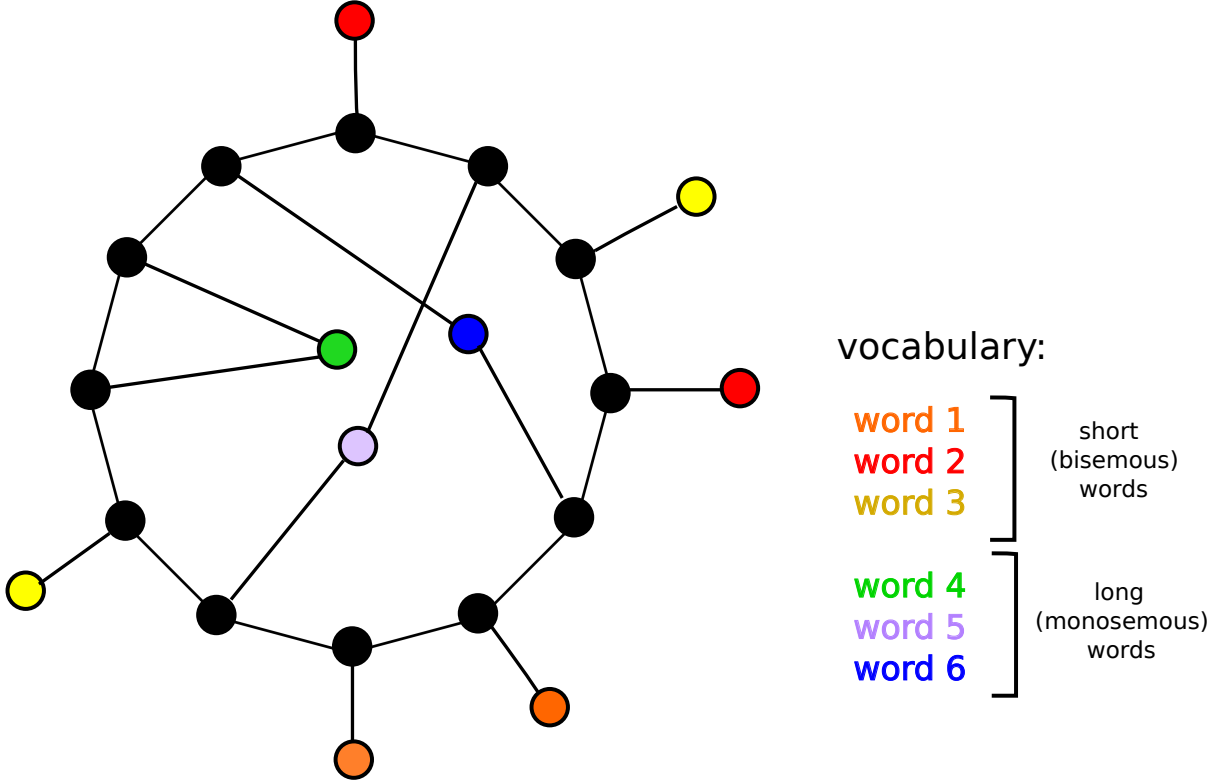 vocabulary:
word 1
word 2
word 3
short
(bisemous)
words
word 4
word 5
word 6
long
(monosemous)
words